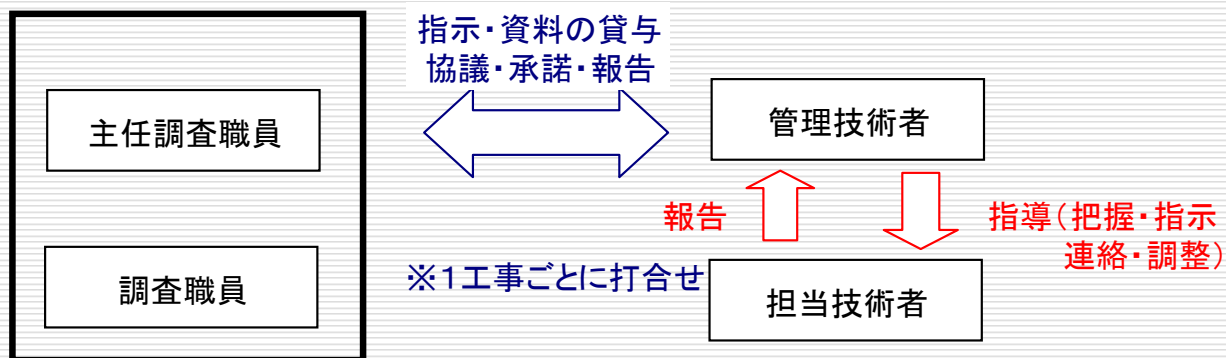 指示・資料の貸与
協議・承諾・報告
主任調査職員
管理技術者
報告
指導(把握・指示
連絡・調整)
調査職員
※1工事ごとに打合せ
担当技術者